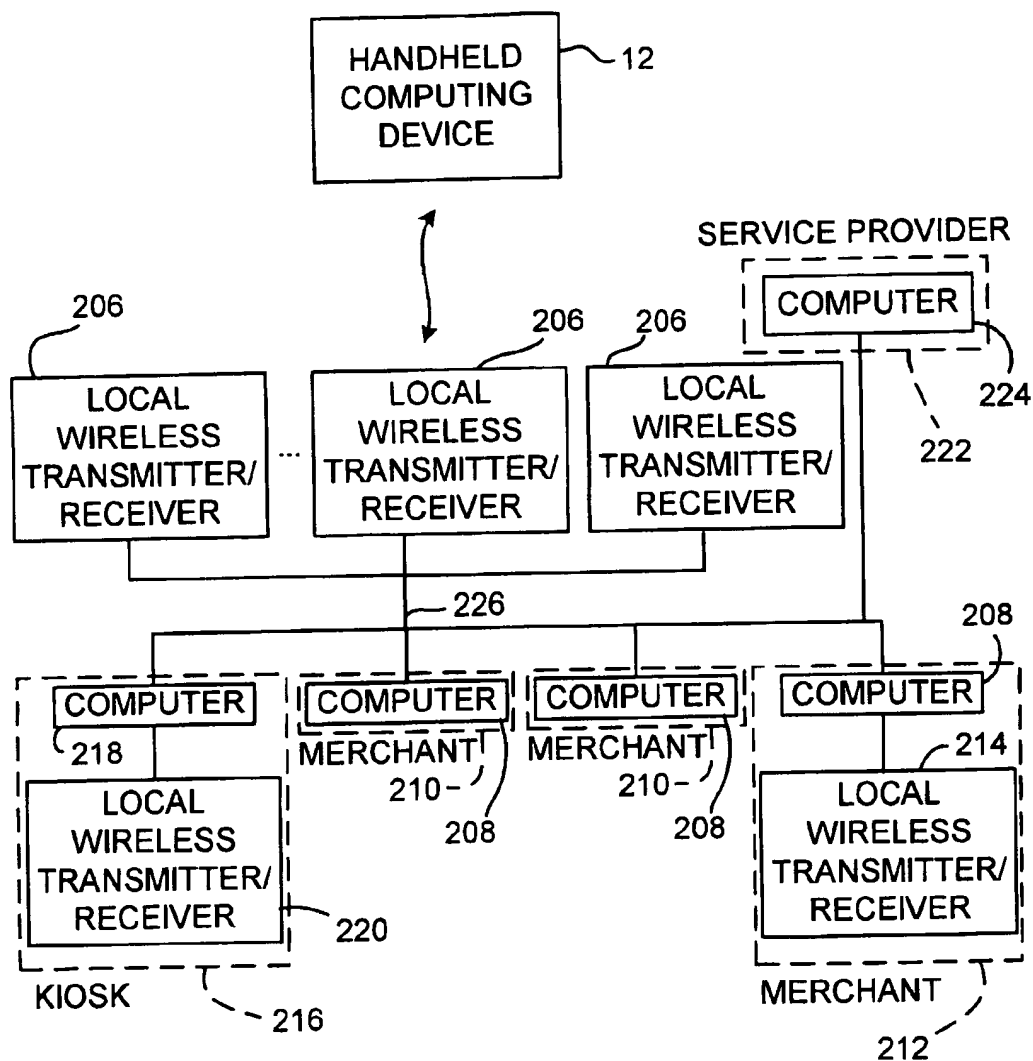 HANDHELD
COMPUTING
DEVICE
12
SERVICE PROVIDER
COMPUTER
224
222
206
206
206
LOCAL
WIRELESS
TRANSMITTER/
RECEIVER
...
LOCAL
WIRELESS
TRANSMITTER/
RECEIVER
LOCAL
WIRELESS
TRANSMITTER/
RECEIVER
226
208
COMPUTER
218
LOCAL
WIRELESS
TRANSMITTER/
RECEIVER
220
KIOSK
216
COMPUTER
MERCHANT
210
208
COMPUTER
MERCHANT
210
208
COMPUTER
214
LOCAL
WIRELESS
TRANSMITTER/
RECEIVER
MERCHANT
212